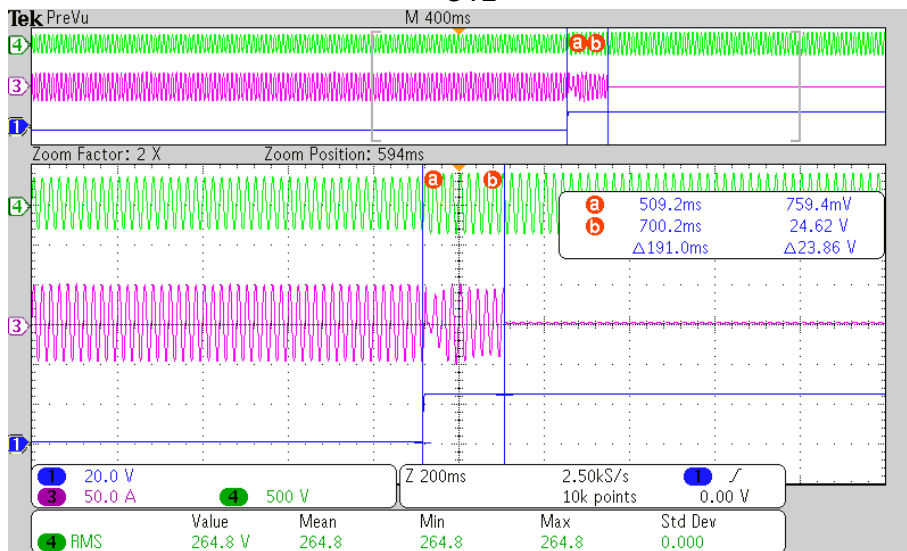 Tek PreVu M 400ms
4 a b
3
1
Zoom Factor: 2 X Zoom Position: 594ms
a b
4
a 509.2ms 759.4mV
b 700.2ms 24.62 V
△191.0ms △23.86 V
3
1
1 20.0 V Z 200ms 2.50kS/s 1 /
3 50.0 A 4 500 V 10k points 0.00 V
Value Mean Min Max Std Dev
4 RMS 264.8 V 264.8 264.8 264.8 0.000